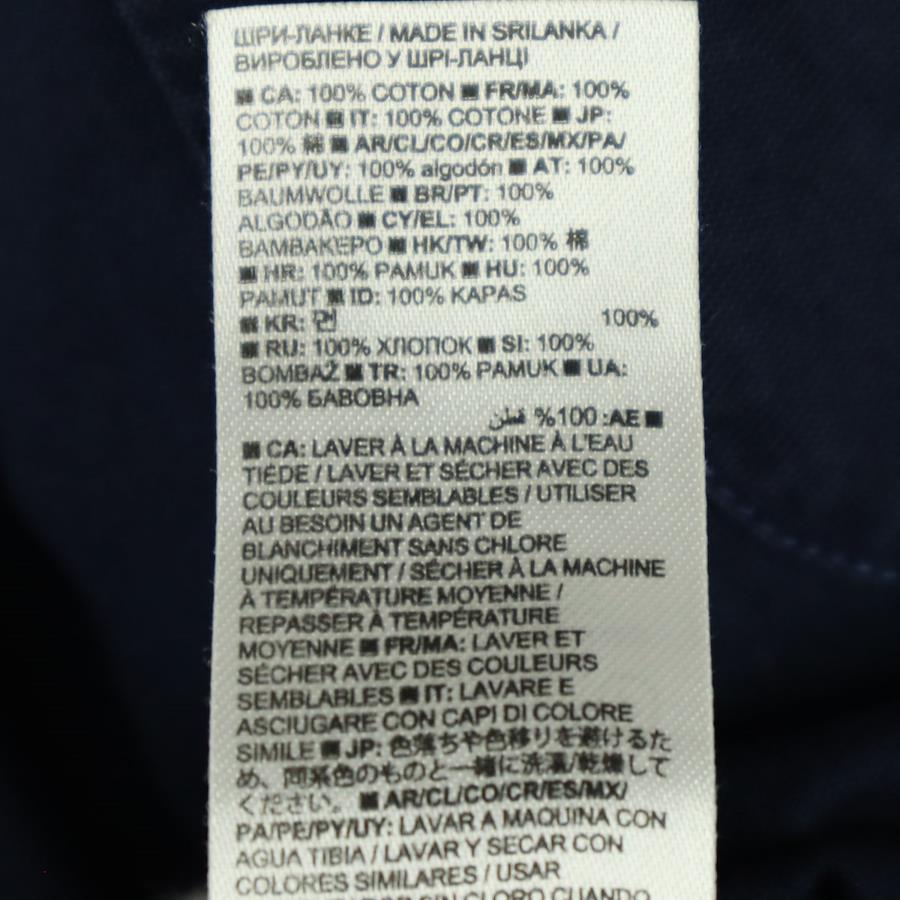 ШРИ-ЛАНКЕ / MADE IN SRILANKA /
ВИРОБЛЕНО У ШРІ-ЛАНЦІ
■ CA: 100% COTON ■ FR/MA: 100%
COTON ■ IT: 100% COTONE ■ JP:
100% 綿 ■ AR/CL/CO/CR/ES/MX/PA/
PE/PY/UY: 100% algodón ■ AT: 100%
BAUMWOLLE ■ BR/PT: 100%
ALGODÃO ■ CY/EL: 100%
ΒΑΜΒΑΚΕΡΟ ■ HK/TW: 100% 棉
■ HR: 100% PAMUK ■ HU: 100%
PAMUT ■ ID: 100% KAPAS
■ KR: 면 100%
■ RU: 100% ХЛОПОК ■ SI: 100%
BOMBAŽ ■ TR: 100% PAMUK ■ UA:
100% БАВОВНА
■ AE: 100% قطن
■ CA: LAVER À LA MACHINE À L'EAU
TIÈDE / LAVER ET SÉCHER AVEC DES
COULEURS SEMBLABLES / UTILISER
AU BESOIN UN AGENT DE
BLANCHIMENT SANS CHLORE
UNIQUEMENT / SÉCHER À LA MACHINE
À TEMPÉRATURE MOYENNE /
REPASSER À TEMPÉRATURE
MOYENNE ■ FR/MA: LAVER ET
SÉCHER AVEC DES COULEURS
SEMBLABLES ■ IT: LAVARE E
ASCIUGARE CON CAPI DI COLORE
SIMILE ■ JP: 色落ちや色移りを避けるた
め、同系色のものと一緒に洗濯/乾燥して
ください。 ■ AR/CL/CO/CR/ES/MX/
PA/PE/PY/UY: LAVAR A MAQUINA CON
AGUA TIBIA / LAVAR Y SECAR CON
COLORES SIMILARES / USAR
SIN CLORO CUANDO